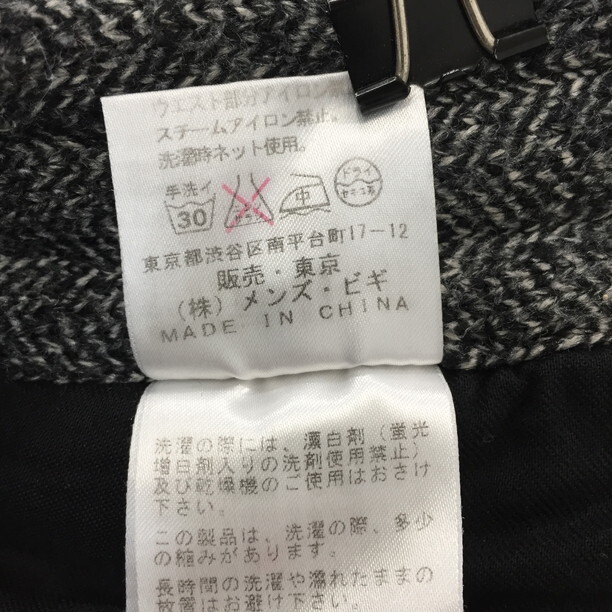 ウエスト部分アイロン禁
スチームアイロン禁止。
洗濯時ネット使用。
手洗イ 30 中 ドライ セキユ系
東京都渋谷区南平台町17-12
販売・東京
(株)メンズ・ビギ
MADE IN CHINA
洗濯の際には、漂白剤(蛍光
増白剤入りの洗剤使用禁止)
及び乾燥機のご使用はおさけ
下さい。
この製品は、洗濯の際、多少
の縮みがあります。
長時間の洗濯や濡れたままの
放置はお避け下さい。